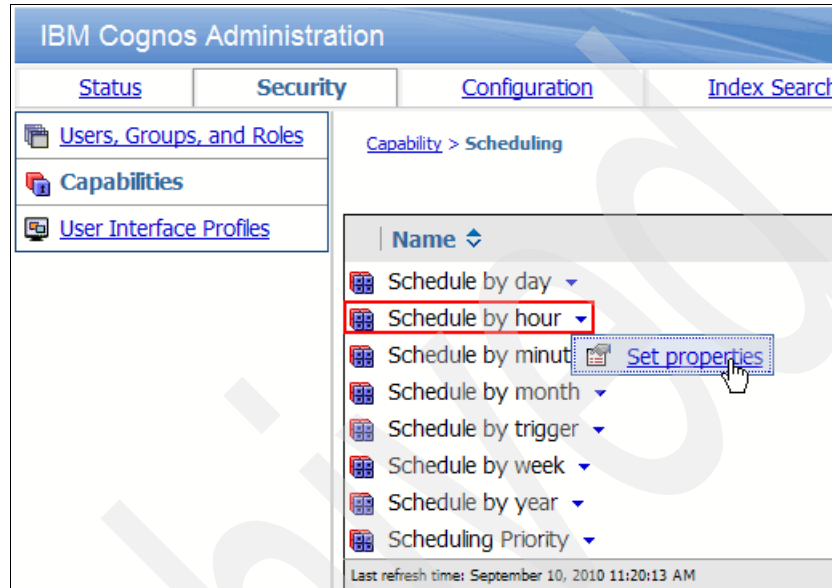 IBM Cognos Administration
Status Security Configuration Index Search
Users, Groups, and Roles
Capabilities
User Interface Profiles
Capability > Scheduling
Name
Schedule by day
Schedule by hour
Schedule by minut
Set properties
Schedule by month
Schedule by trigger
Schedule by week
Schedule by year
Scheduling Priority
Last refresh time: September 10, 2010 11:20:13 AM